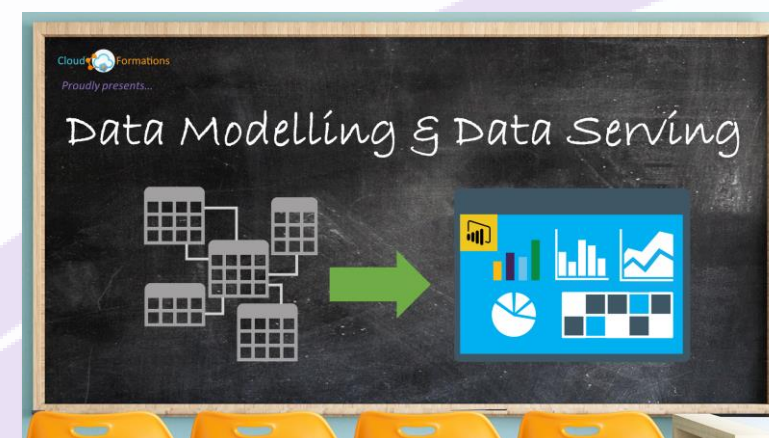 Cloud Formations
Proudly presents...
Data Modelling & Data Serving